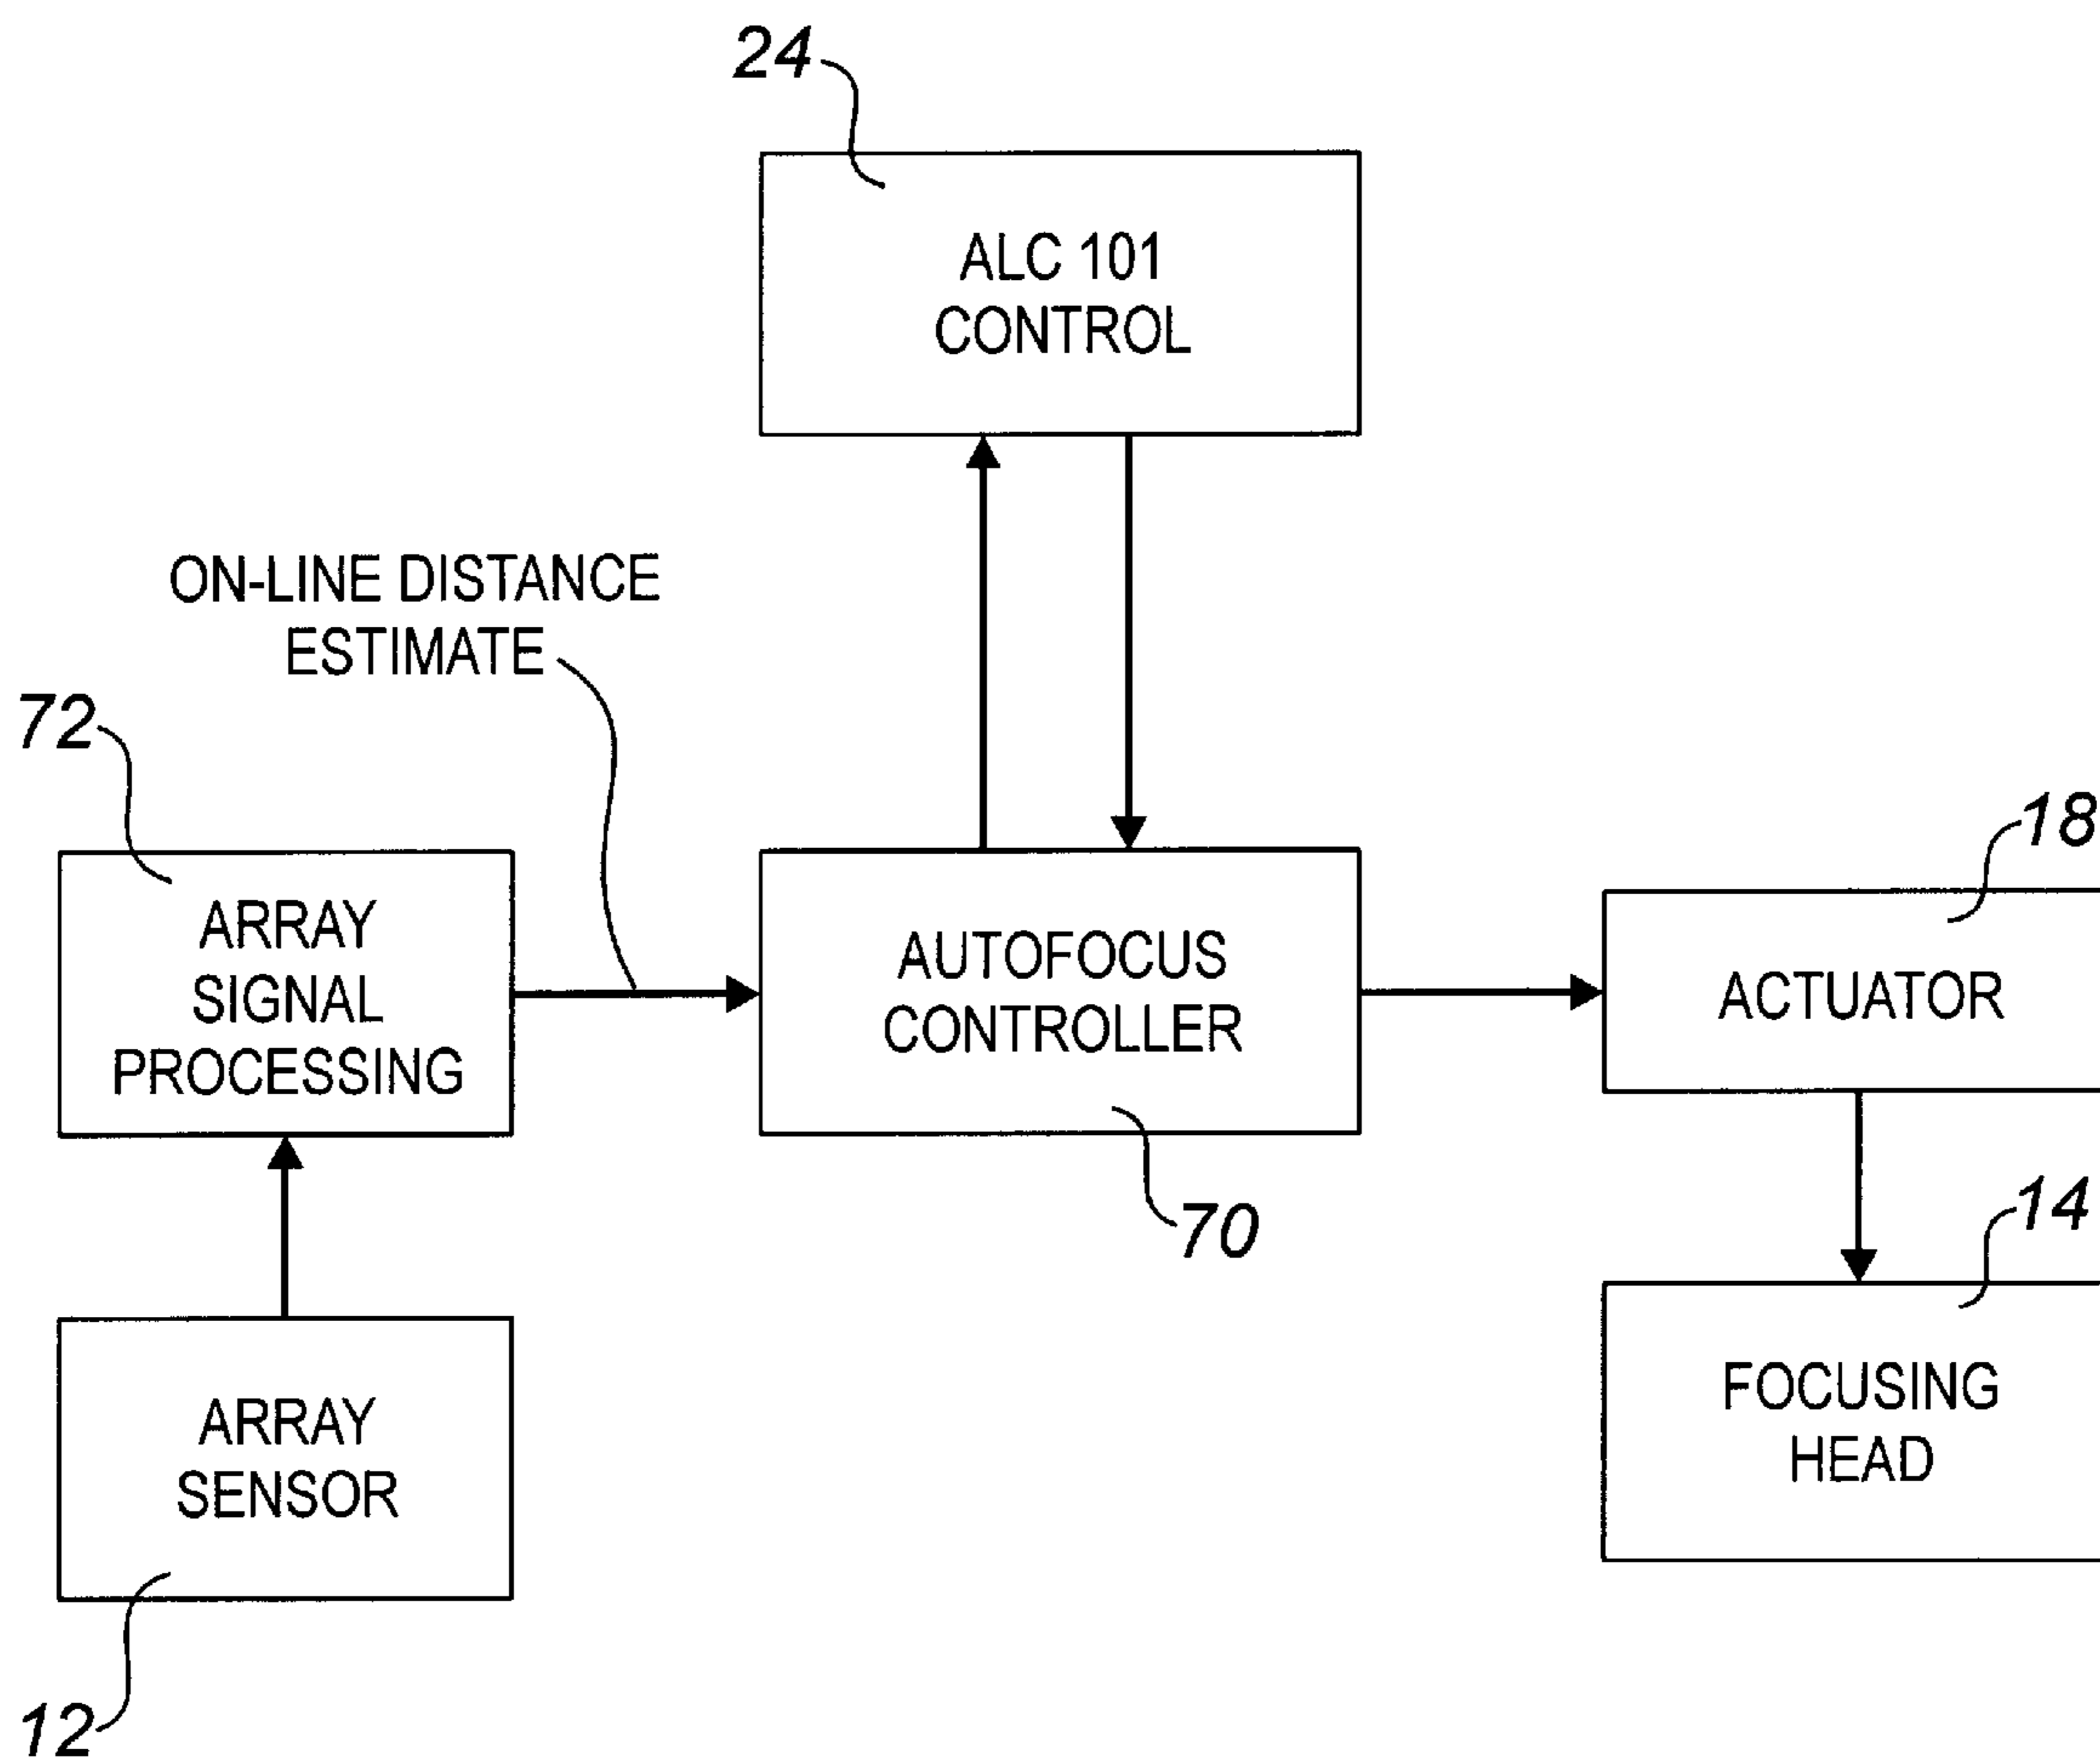 24
ALC 101
CONTROL
ON-LINE DISTANCE
ESTIMATE
72
18
ARRAY
SIGNAL
PROCESSING
AUTOFOCUS
CONTROLLER
ACTUATOR
70
14
ARRAY
SENSOR
FOCUSING
HEAD
12